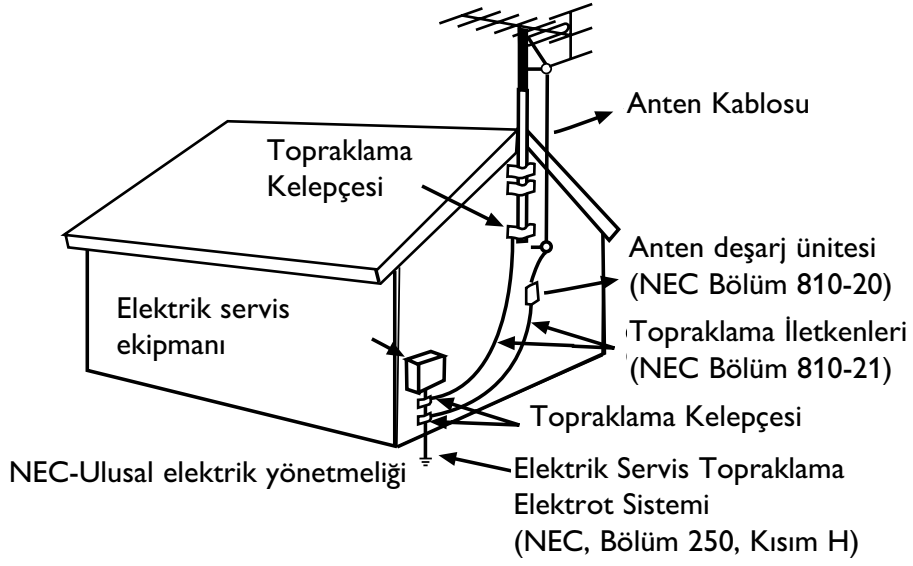 Anten Kablosu
Topraklama
Kelepçesi
Anten deşarj ünitesi
(NEC Bölüm 810-20)
Elektrik servis
ekipmanı
Topraklama İletkenleri
(NEC Bölüm 810-21)
Topraklama Kelepçesi
NEC-Ulusal elektrik yönetmeliği
Elektrik Servis Topraklama
Elektrot Sistemi
(NEC, Bölüm 250, Kısım H)